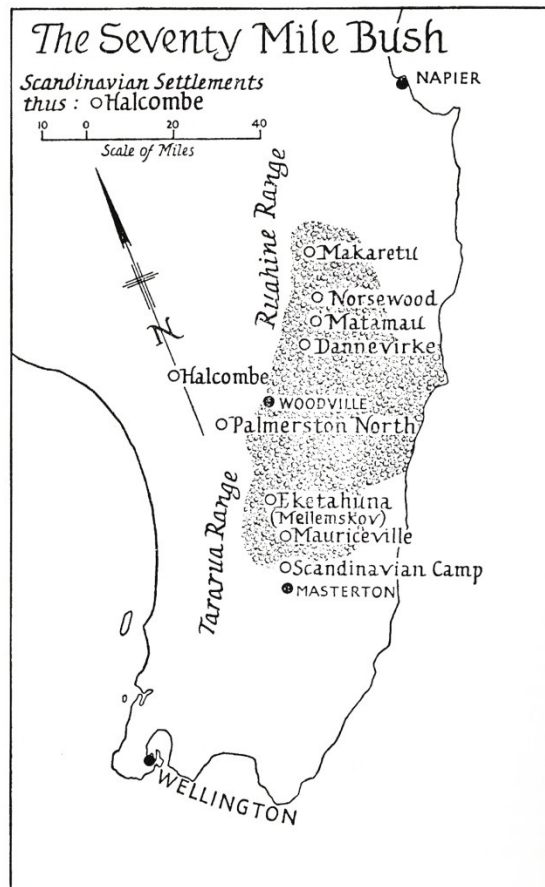 The Seventy Mile Bush
Scandinavian Settlements
thus: Halcombe
10 0 20 40
Scale of Miles
NAPIER
Ruahine Range
Makaretu
Norsewood
Matamau
Dannevirke
N
Halcombe
WOODVILLE
Palmerston North
Tararua Range
Eketahuna
(Mellemskov)
Mauriceville
Scandinavian Camp
MASTERTON
WELLINGTON